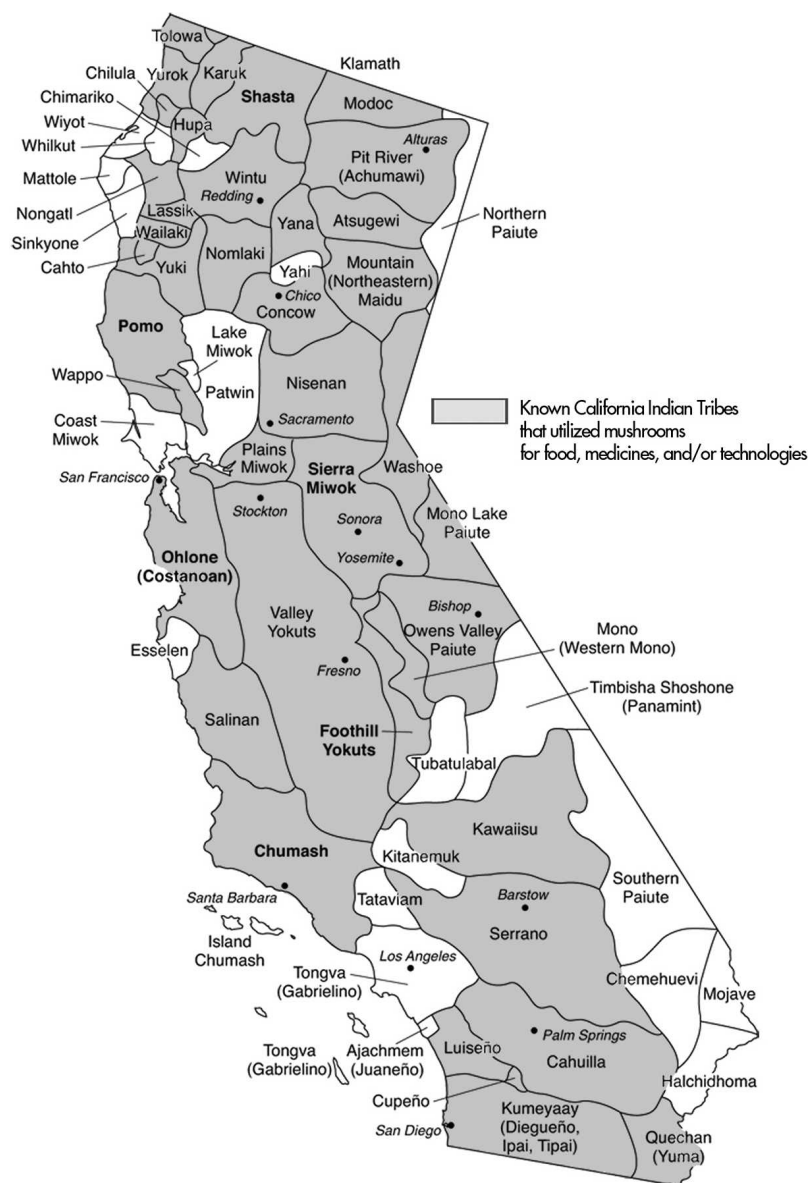 Tolowa
Klamath
Chilula
Yurok
Karuk
Shasta
Modoc
Chimariko
Wiyot
Hupa
Whilkut
Alturas
Pit River
(Achumawi)
Mattole
Wintu
Redding
Nongatl
Lassik
Yana
Atsugewi
Northern
Paiute
Sinkyone
Wailaki
Cahto
Yuki
Nomlaki
Yahi
Mountain
(Northeastern)
Maidu
Chico
Concow
Pomo
Lake
Miwok
Wappo
Patwin
Nisenan
Known California Indian Tribes
that utilized mushrooms
for food, medicines, and/or technologies
Coast
Miwok
Sacramento
Plains
Miwok
Sierra
Miwok
Washoe
San Francisco
Stockton
Sonora
Mono Lake
Paiute
Yosemite
Ohlone
(Costanoan)
Bishop
Valley
Yokuts
Owens Valley
Paiute
Mono
(Western Mono)
Esselen
Fresno
Timbisha Shoshone
(Panamint)
Salinan
Foothill
Yokuts
Tubatulabal
Kawaiisu
Chumash
Kitanemuk
Southern
Paiute
Santa Barbara
Tataviam
Barstow
Serrano
Island
Chumash
Los Angeles
Tongva
(Gabrielino)
Chemehuevi
Mojave
Palm Springs
Tongva
(Gabrielino)
Ajachmem
(Juaneño)
Luiseño
Cahuilla
Halchidhoma
Cupeño
Kumeyaay
(Diegueño,
Ipai, Tipai)
San Diego
Quechan
(Yuma)